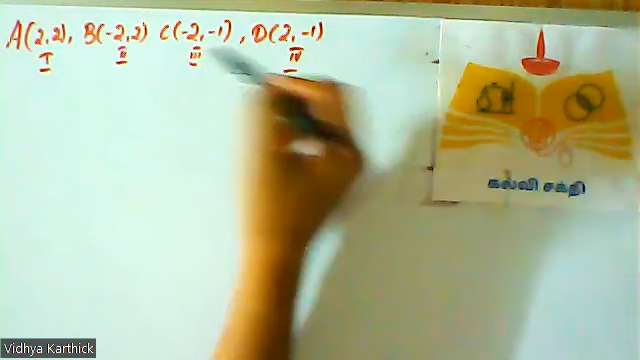 A(2,2), B(-2,2) C(-2,-1), D(2,-1)
I II III IV
கல்வி சக்தி
Vidhya Karthick